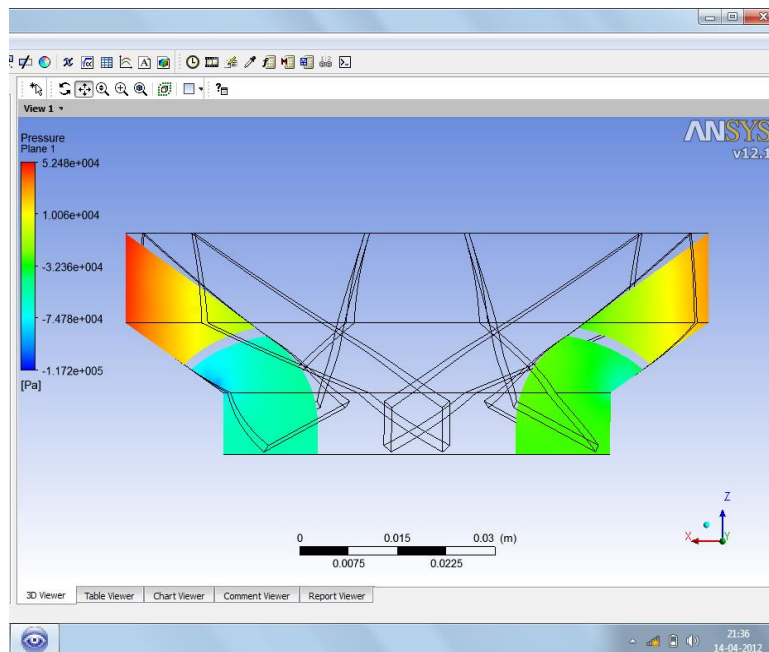 View 1
ANSYS
v12.1
Pressure
Plane 1
5.248e+004
1.006e+004
-3.236e+004
-7.478e+004
-1.172e+005
[Pa]
0 0.015 0.03 (m)
0.0075 0.0225
Z
X Y
3D Viewer Table Viewer Chart Viewer Comment Viewer Report Viewer
21:36
14-04-2012